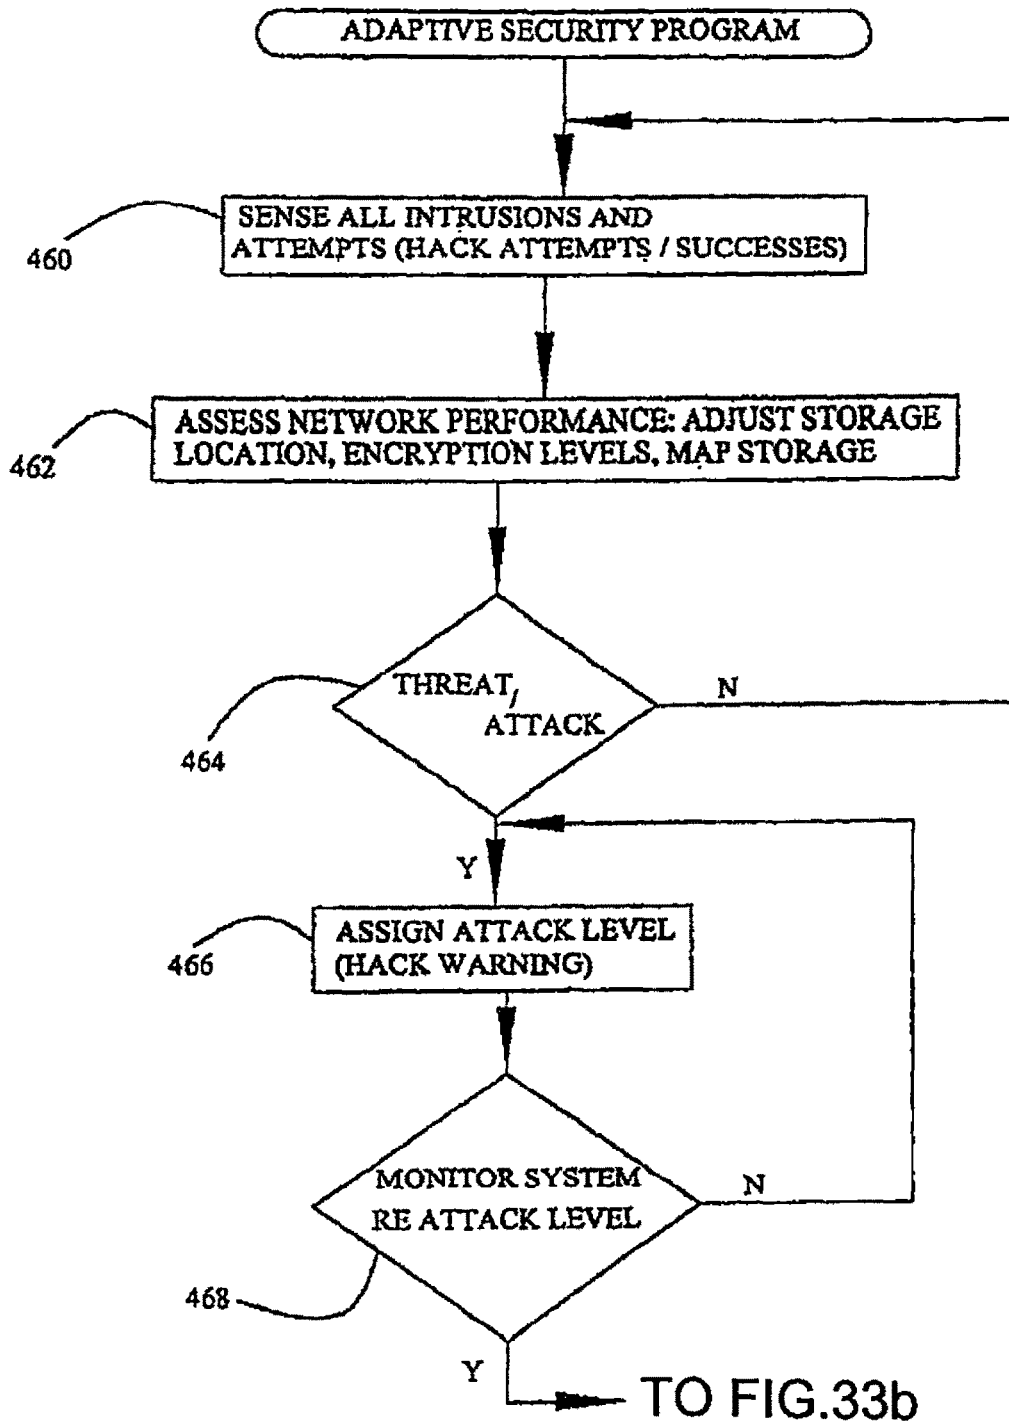 ADAPTIVE SECURITY PROGRAM
SENSE ALL INTRUSIONS AND
ATTEMPTS (HACK ATTEMPTS / SUCCESSES)
460
ASSESS NETWORK PERFORMANCE: ADJUST STORAGE
LOCATION, ENCRYPTION LEVELS, MAP STORAGE
462
THREAT/
ATTACK
N
464
Y
ASSIGN ATTACK LEVEL
(HACK WARNING)
466
MONITOR SYSTEM
RE ATTACK LEVEL
N
468
Y
TO FIG.33b